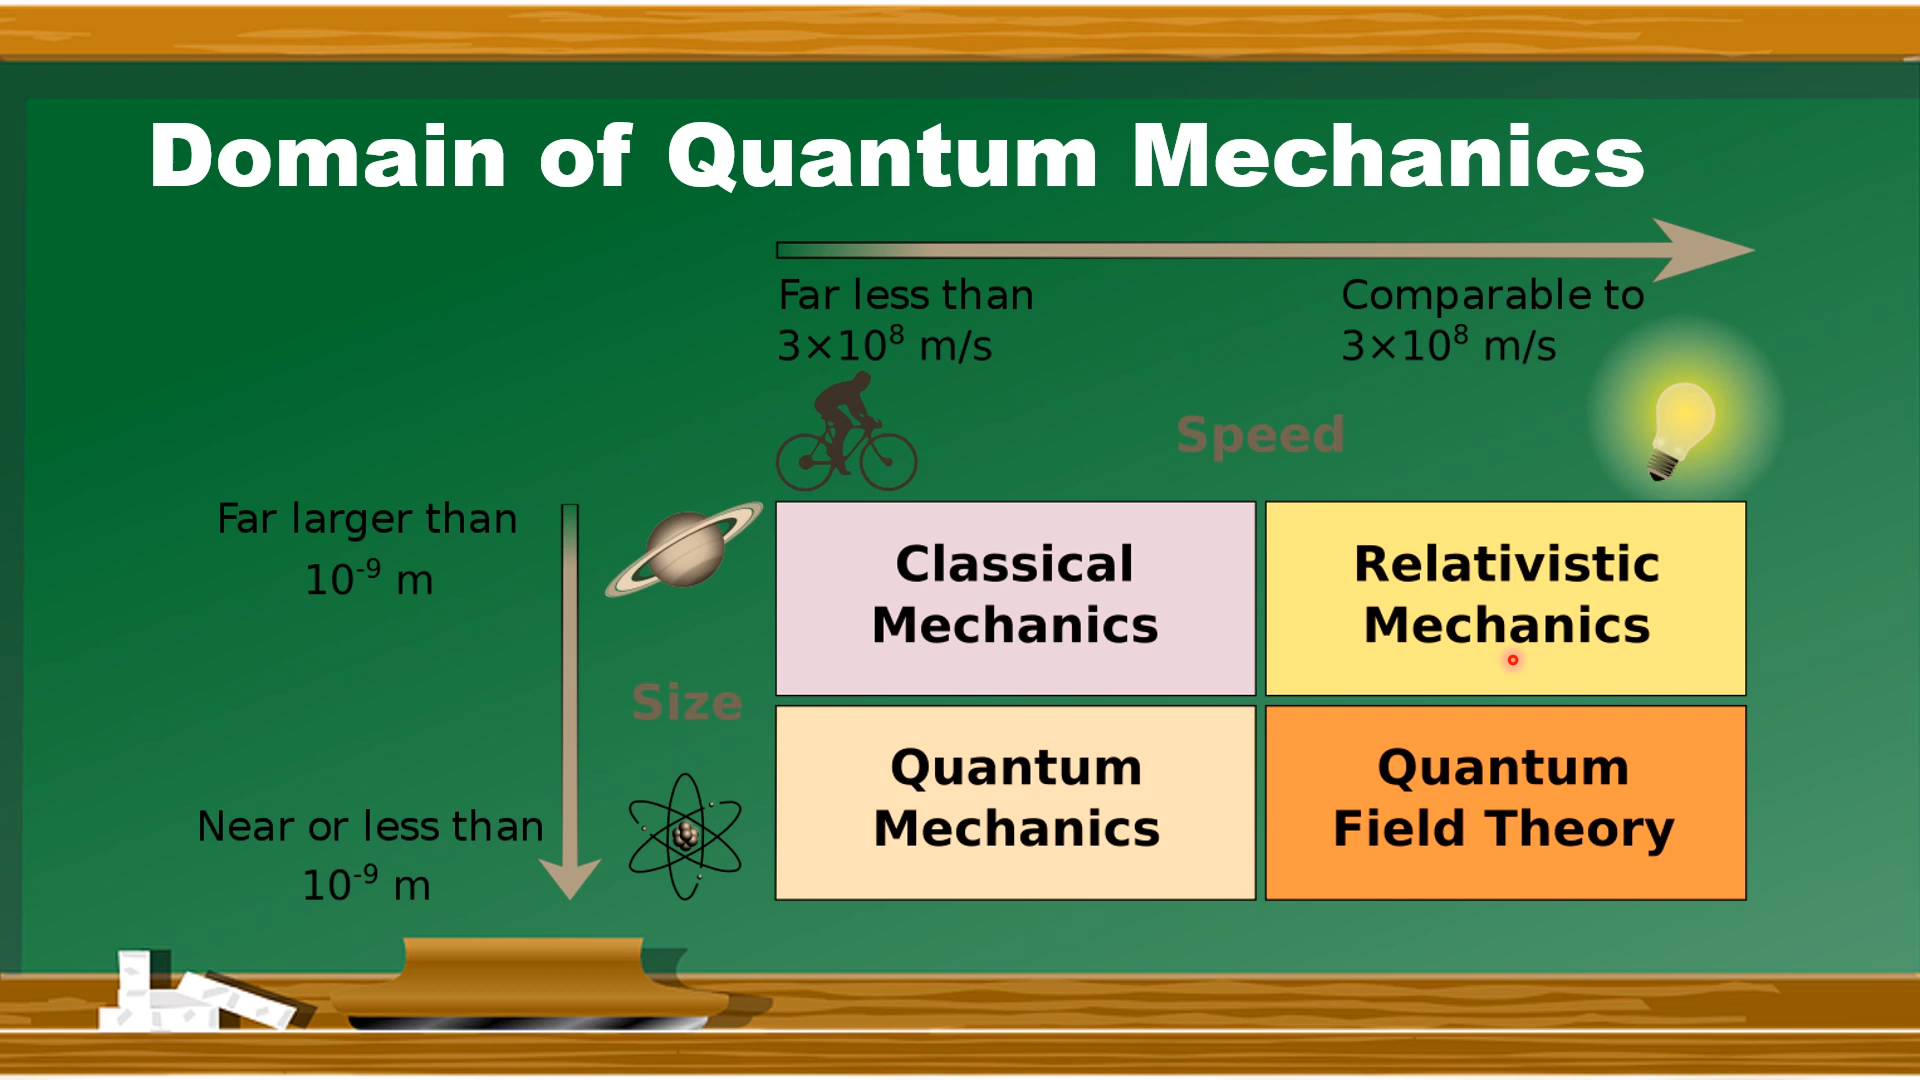 Domain of Quantum Mechanics
Far less than
3×10⁸ m/s
Comparable to
3×10⁸ m/s
Speed
Far larger than
10⁻⁹ m
Size
Near or less than
10⁻⁹ m
Classical
Mechanics
Relativistic
Mechanics
Quantum
Mechanics
Quantum
Field Theory